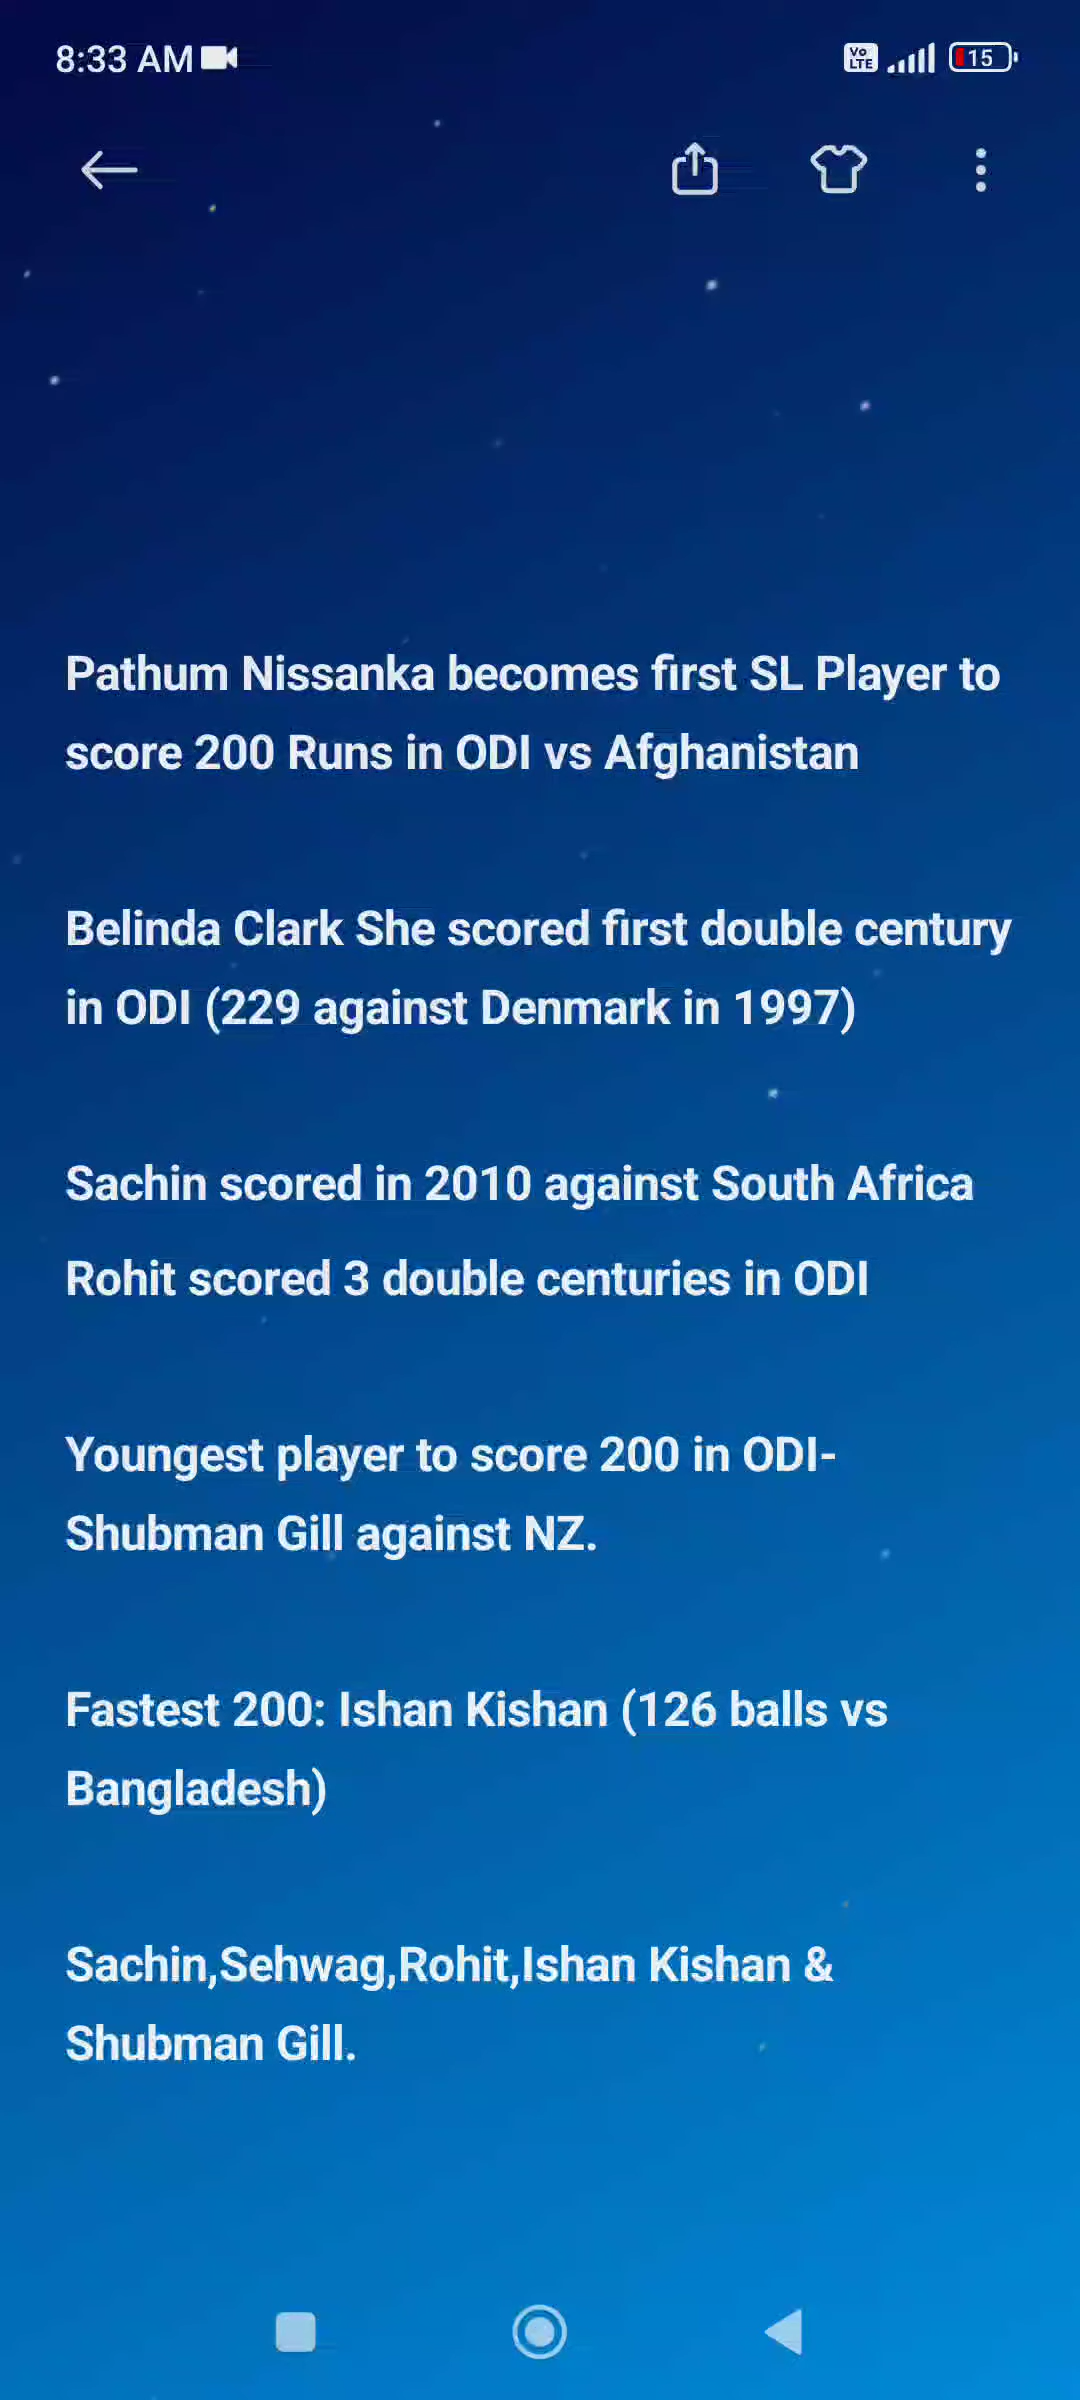 8:33 AM
Vo LTE
15
Pathum Nissanka becomes first SL Player to
score 200 Runs in ODI vs Afghanistan
Belinda Clark She scored first double century
in ODI (229 against Denmark in 1997)
Sachin scored in 2010 against South Africa
Rohit scored 3 double centuries in ODI
Youngest player to score 200 in ODI-
Shubman Gill against NZ.
Fastest 200: Ishan Kishan (126 balls vs
Bangladesh)
Sachin,Sehwag,Rohit,Ishan Kishan &
Shubman Gill.